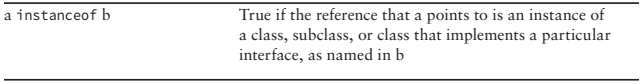 a instanceof b True if the reference that a points to is an instance of
a class, subclass, or class that implements a particular
interface, as named in b